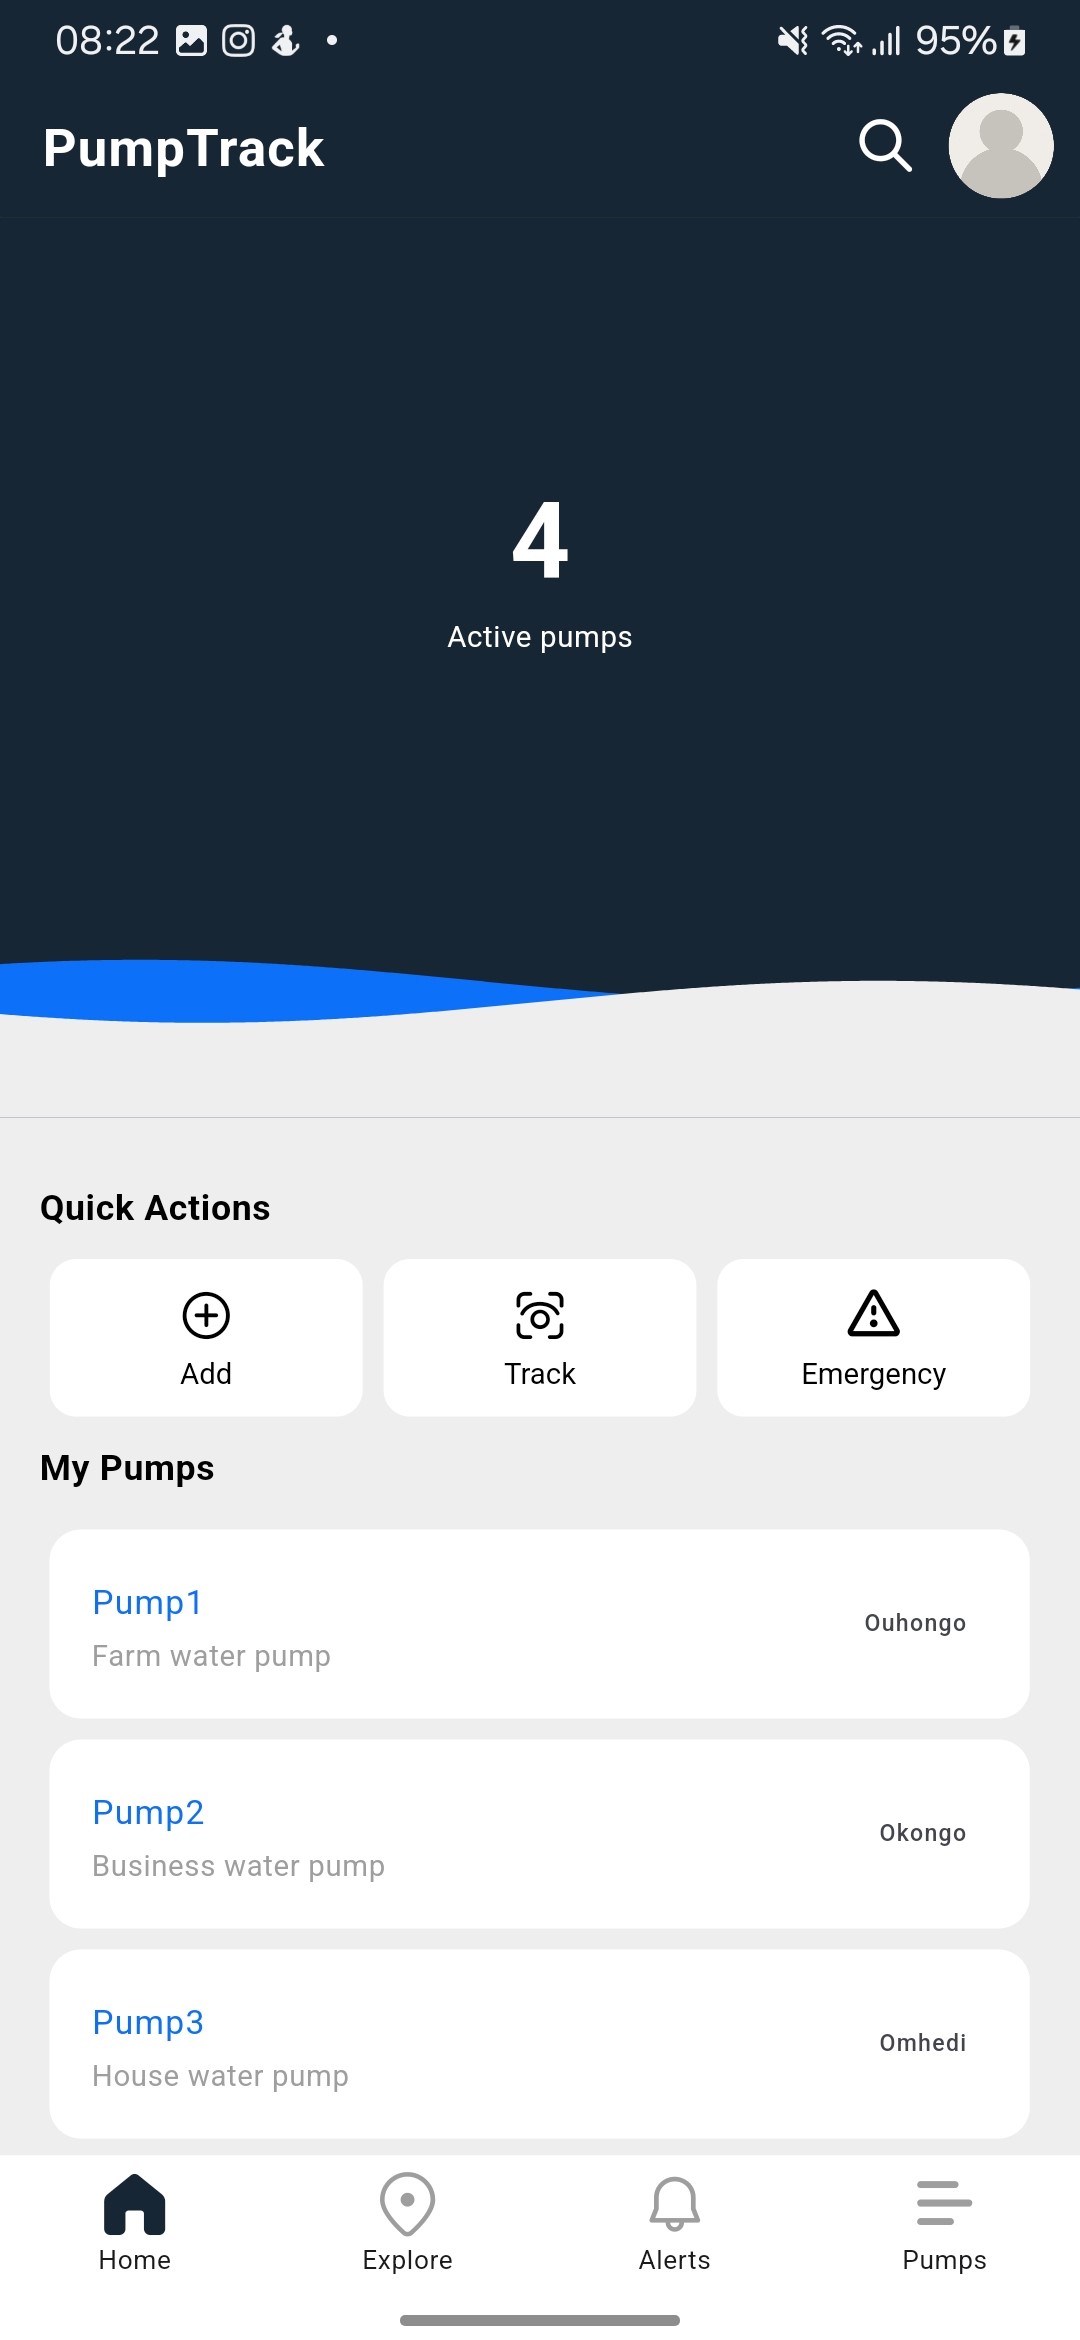 08:22
95%
PumpTrack
4
Active pumps
Quick Actions
Add
Track
Emergency
My Pumps
Pump1
Farm water pump
Ouhongo
Pump2
Business water pump
Okongo
Pump3
House water pump
Omhedi
Home
Explore
Alerts
Pumps